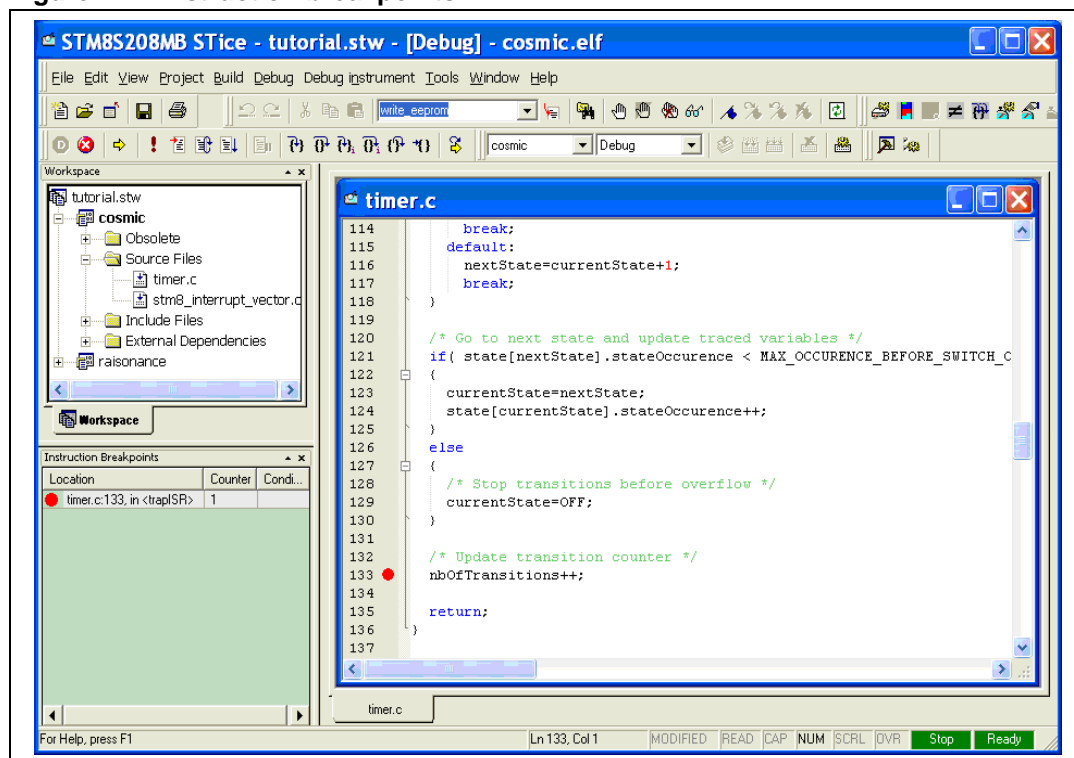 STM8S208MB STice - tutorial.stw - [Debug] - cosmic.elf
File Edit View Project Build Debug Debug instrument Tools Window Help
write_eeprom
cosmic Debug
Workspace
tutorial.stw
cosmic
Obsolete
Source Files
timer.c
stm8_interrupt_vector.c
Include Files
External Dependencies
raisonance
Workspace
Instruction Breakpoints
Location Counter Condi...
timer.c:133, in <trapISR> 1
timer.c
114 break;
115 default:
116 nextState=currentState+1;
117 break;
118 }
119
120 /* Go to next state and update traced variables */
121 if( state[nextState].stateOccurence < MAX_OCCURENCE_BEFORE_SWITCH_C
122 {
123 currentState=nextState;
124 state[currentState].stateOccurence++;
125 }
126 else
127 {
128 /* Stop transitions before overflow */
129 currentState=OFF;
130 }
131
132 /* Update transition counter */
133 nbOfTransitions++;
134
135 return;
136 }
137
timer.c
For Help, press F1 Ln 133, Col 1 MODIFIED READ CAP NUM SCRL OVR Stop Ready